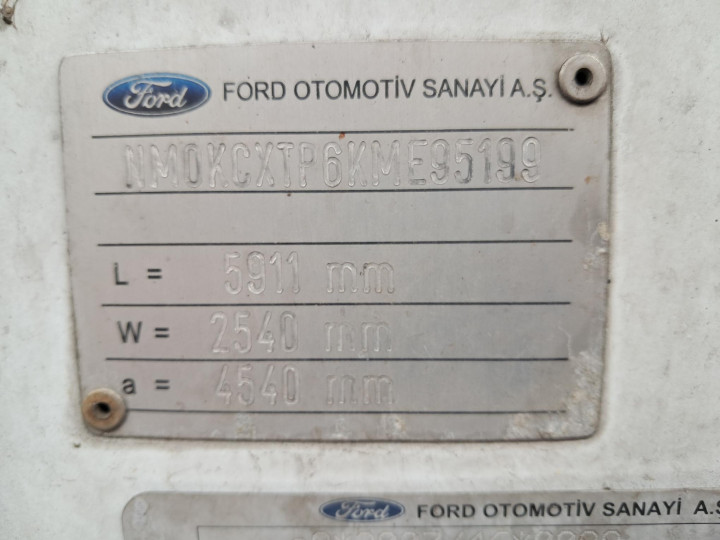 Ford FORD OTOMOTİV SANAYİ A.Ş.
NM0KCXTP6KME95199
L = 5911 mm
W = 2540 mm
a = 4540 mm
Ford FORD OTOMOTİV SANAYİ A.Ş